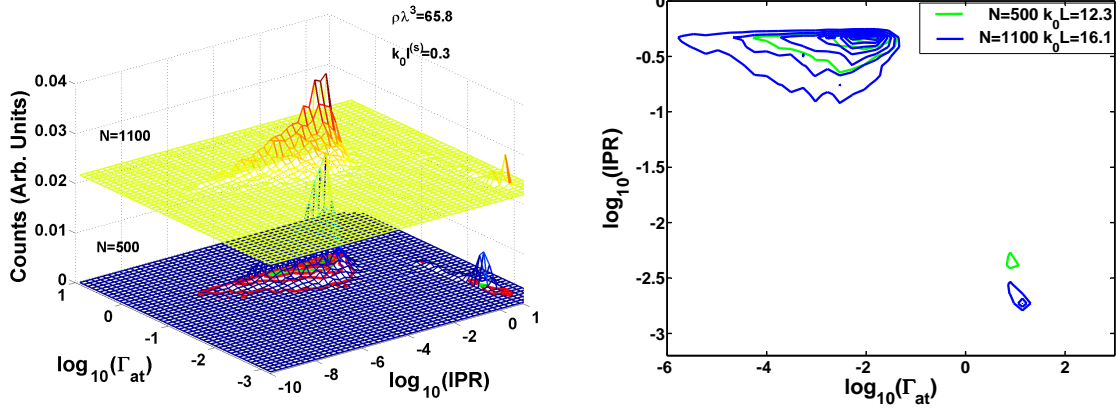 ρλ³=65.8
k₀l⁽ˢ⁾=0.3
0.04
0.03
0.02
0.01
0
Counts (Arb. Units)
N=1100
N=500
1
0
-1
-2
-3
log₁₀(Γat)
-10
-8
-6
-4
-2
0
1
log₁₀(IPR)
N=500 k₀L=12.3
N=1100 k₀L=16.1
0
-0.5
-1
-1.5
-2
-2.5
-3
log₁₀(IPR)
-6
-4
-2
0
2
log₁₀(Γat)